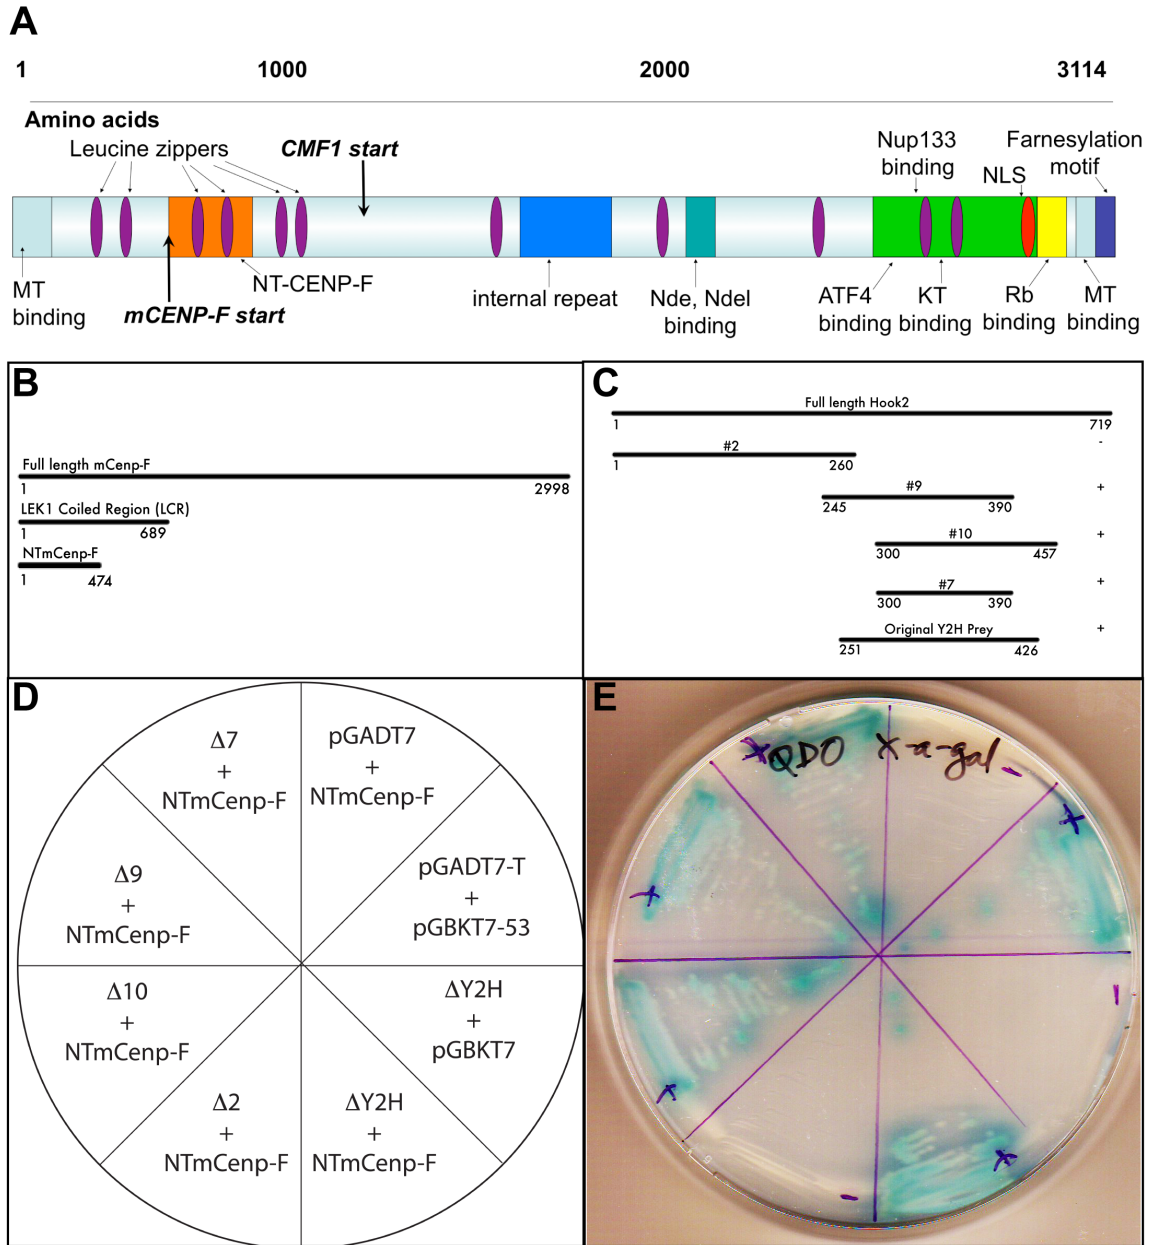 A
1 1000 2000 3114
Amino acids
Leucine zippers
CMF1 start
Nup133
binding
NLS
Farnesylation
motif
MT
binding
mCENP-F start
NT-CENP-F
internal repeat
Nde, Ndel
binding
ATF4
binding
KT
binding
Rb
binding
MT
binding
B
Full length mCenp-F
1 2998
LEK1 Coiled Region (LCR)
1 689
NTmCenp-F
1 474
C
Full length Hook2
1 719
#2 -
1 260
#9 +
245 390
#10 +
300 457
#7 +
300 390
Original Y2H Prey +
251 426
D
Δ7
+
NTmCenp-F
pGADT7
+
NTmCenp-F
Δ9
+
NTmCenp-F
pGADT7-T
+
pGBKT7-53
Δ10
+
NTmCenp-F
ΔY2H
+
pGBKT7
Δ2
+
NTmCenp-F
ΔY2H
+
NTmCenp-F
E
+ QDO X-a-gal -
+
+
-
+
+
-